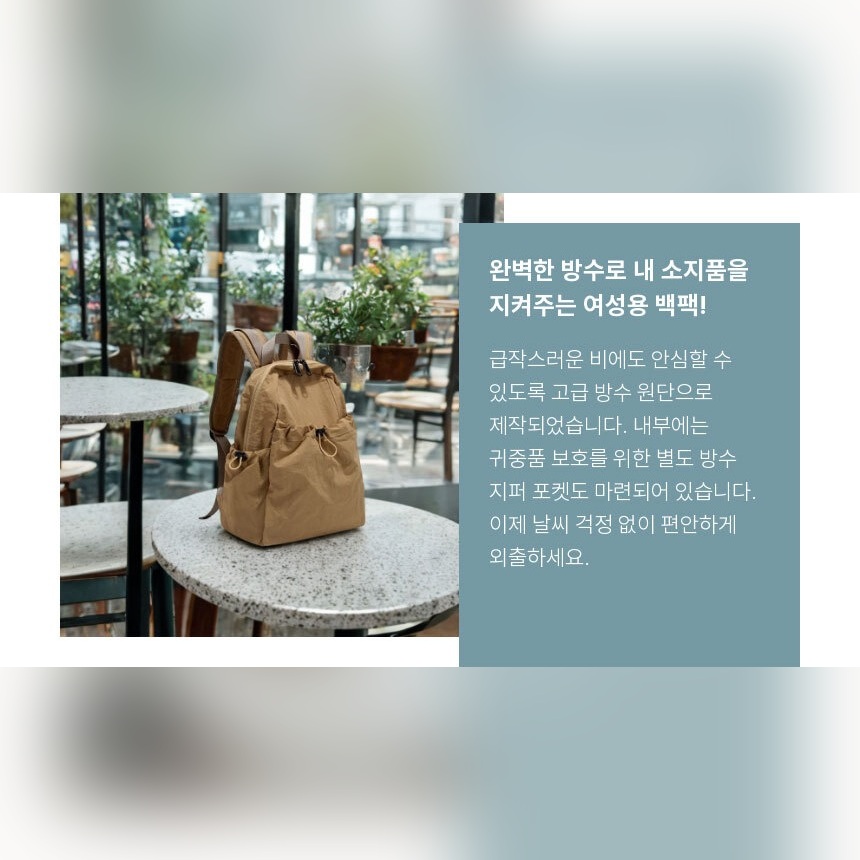 완벽한 방수로 내 소지품을
지켜주는 여성용 백팩!
급작스러운 비에도 안심할 수
있도록 고급 방수 원단으로
제작되었습니다. 내부에는
귀중품 보호를 위한 별도 방수
지퍼 포켓도 마련되어 있습니다.
이제 날씨 걱정 없이 편안하게
외출하세요.